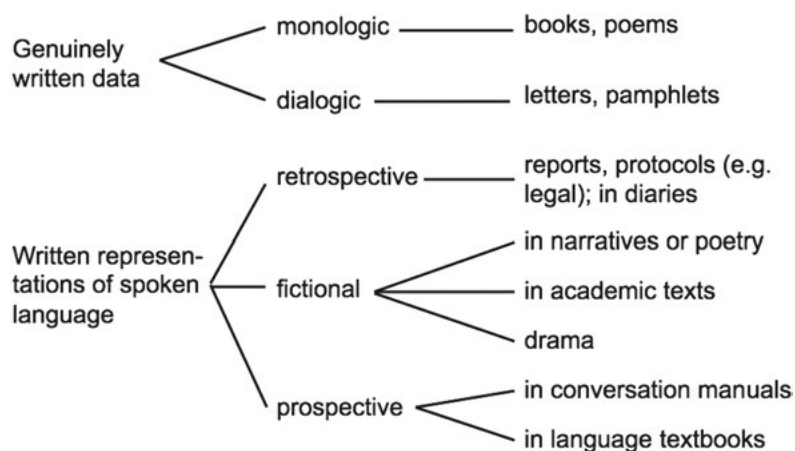 Genuinely
written data
monologic
books, poems
dialogic
letters, pamphlets
Written represen-
tations of spoken
language
retrospective
reports, protocols (e.g.
legal); in diaries
fictional
in narratives or poetry
in academic texts
drama
prospective
in conversation manuals
in language textbooks